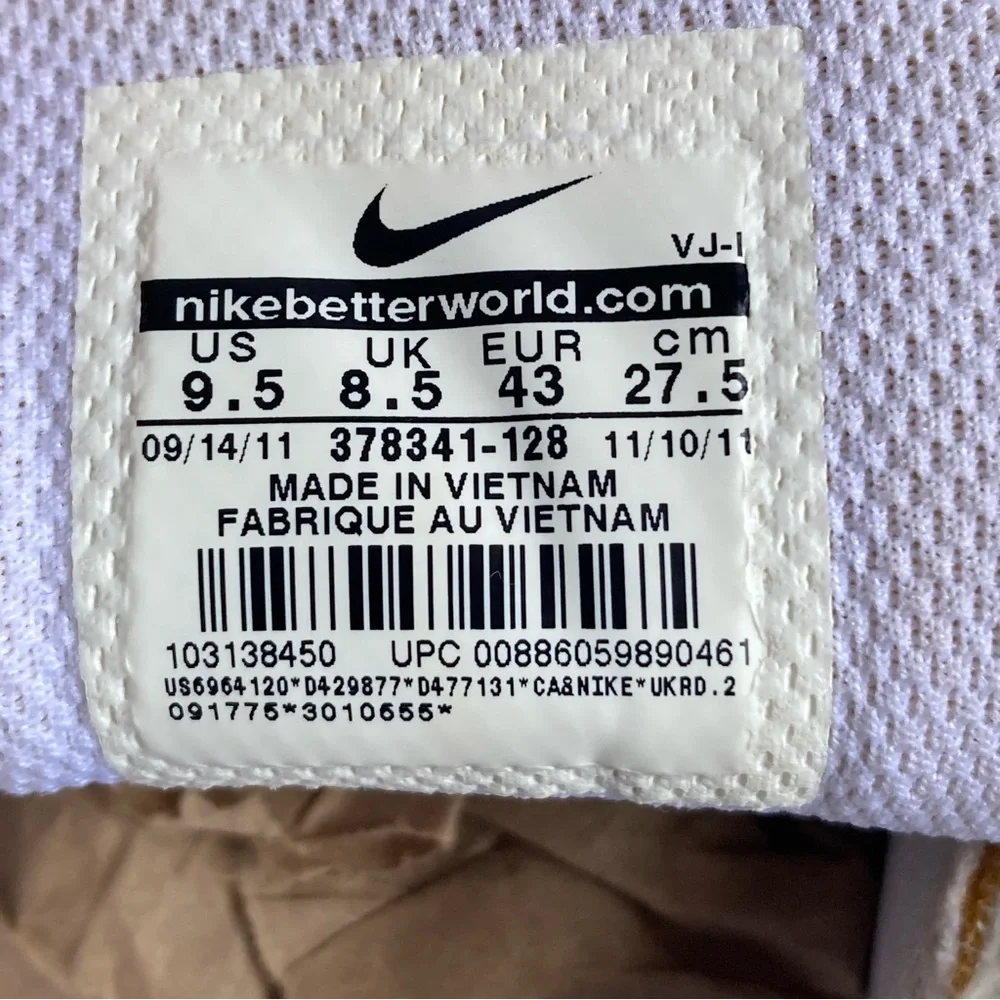 VJ-I
nikebetterworld.com
US UK EUR cm
9.5 8.5 43 27.5
09/14/11 378341-128 11/10/11
MADE IN VIETNAM
FABRIQUE AU VIETNAM
103138450 UPC 00886059890461
US6964120*D429877*D477131*CA&NIKE*UKRD.2
091775*3010655*